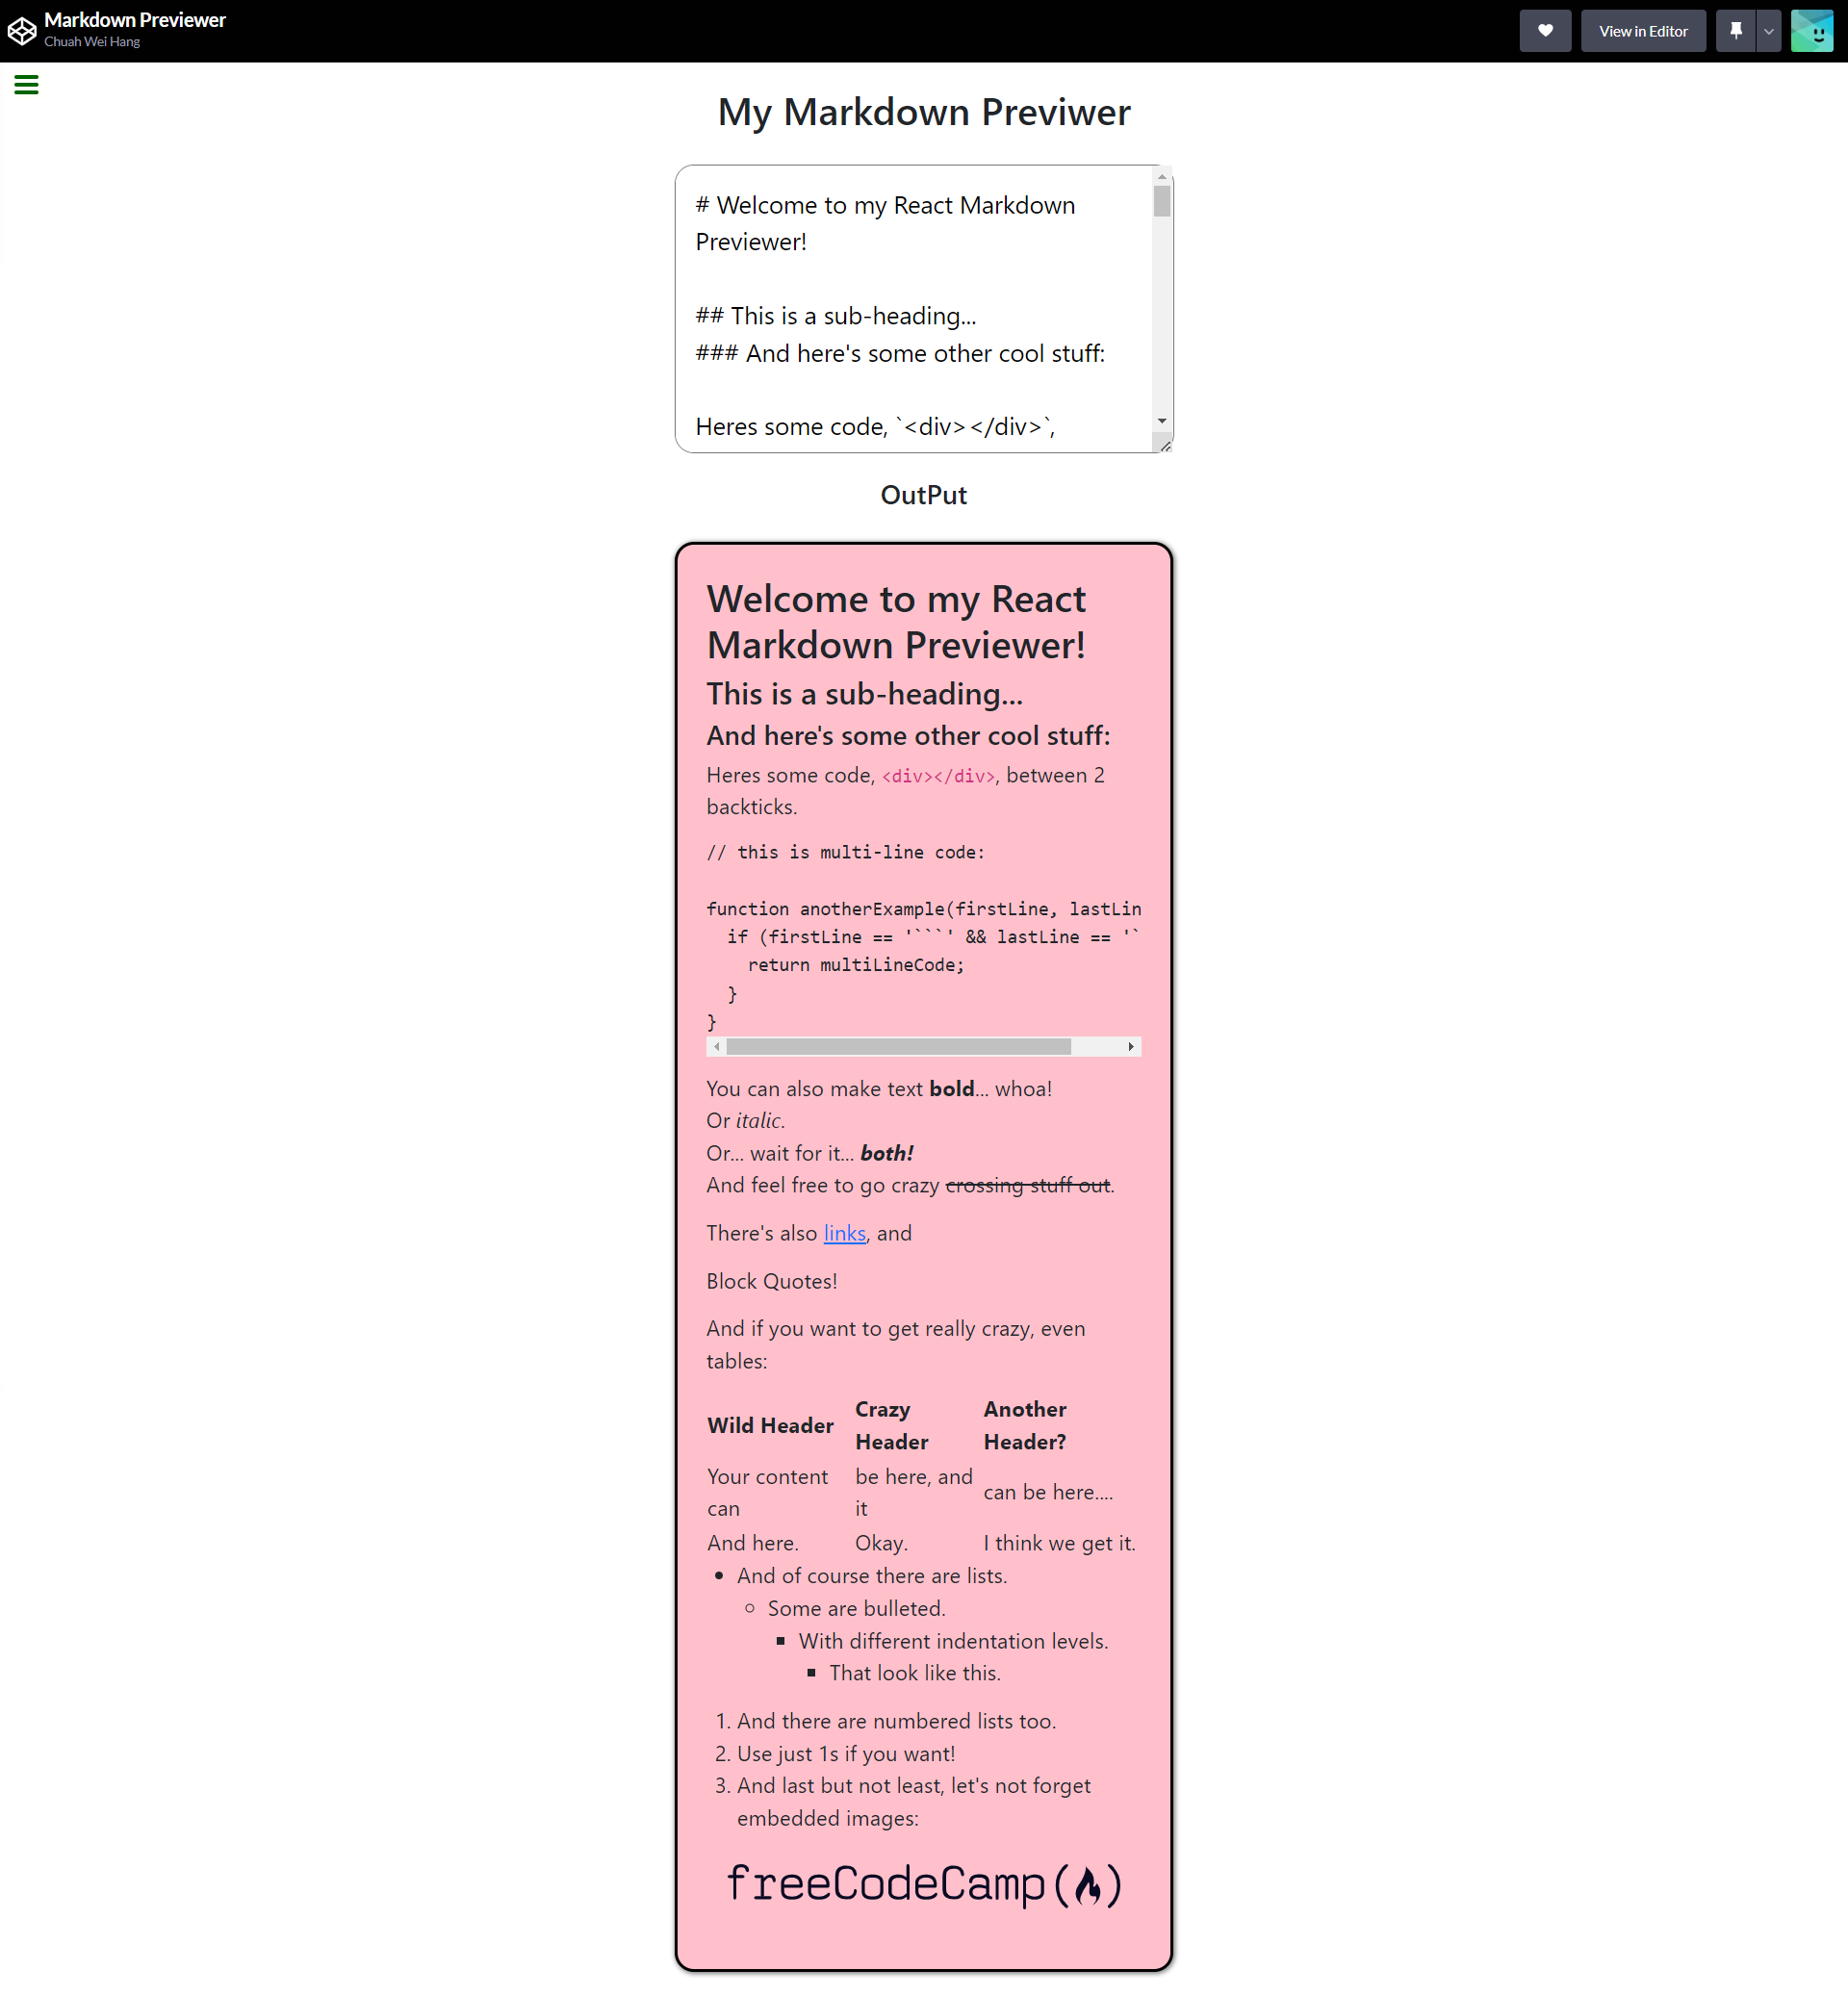 Markdown Previewer
Chuah Wei Hang
View in Editor
My Markdown Previwer
# Welcome to my React Markdown
Previewer!
## This is a sub-heading...
### And here's some other cool stuff:
Heres some code, `<div></div>`,
OutPut
Welcome to my React
Markdown Previewer!
This is a sub-heading...
And here's some other cool stuff:
Heres some code, <div></div>, between 2
backticks.
// this is multi-line code:
function anotherExample(firstLine, lastLin
if (firstLine == '```' && lastLine == '`
return multiLineCode;
}
}
You can also make text bold... whoa!
Or italic.
Or... wait for it... both!
And feel free to go crazy crossing stuff out.
There's also links, and
Block Quotes!
And if you want to get really crazy, even
tables:
Wild Header Crazy Header Another Header?
Your content can be here, and it can be here....
And here. Okay. I think we get it.
And of course there are lists.
Some are bulleted.
With different indentation levels.
That look like this.
1. And there are numbered lists too.
2. Use just 1s if you want!
3. And last but not least, let's not forget
embedded images:
freeCodeCamp